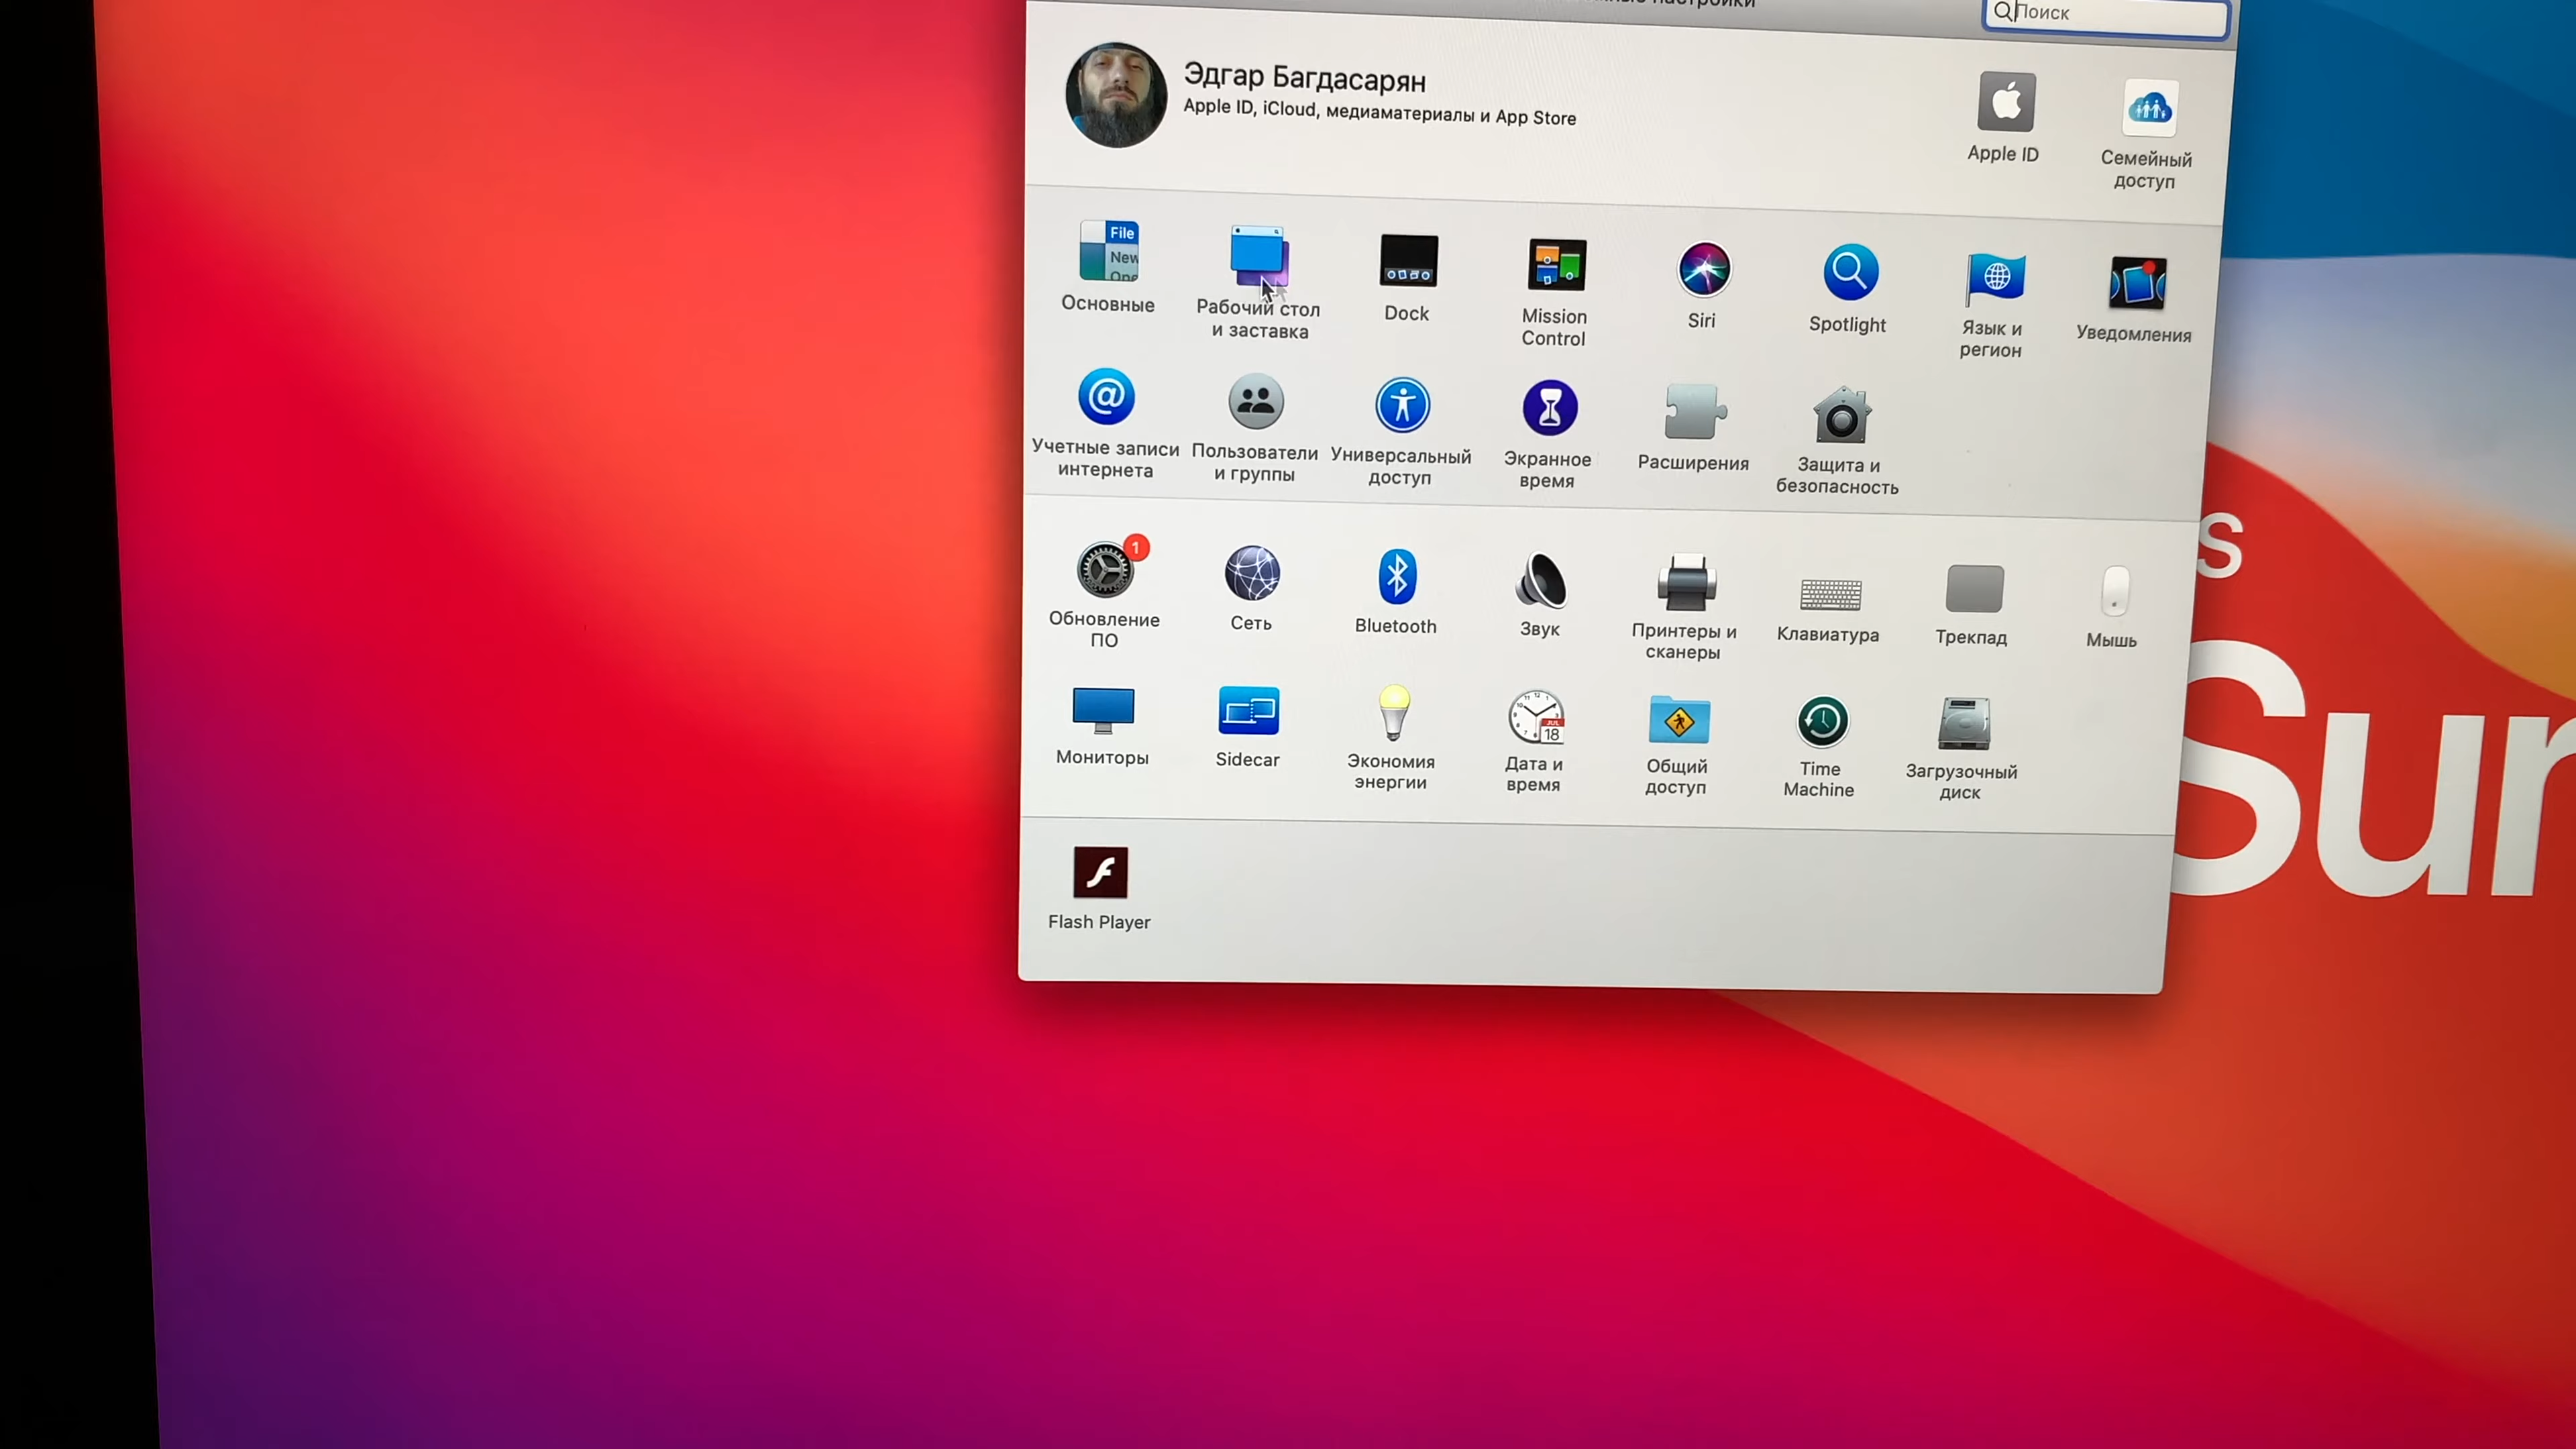 Поиск
Эдгар Багдасарян
Apple ID, iCloud, медиаматериалы и App Store
Apple ID
Семейный
доступ
File
New
Основные
Рабочий стол
и заставка
Dock
Mission
Control
Siri
Spotlight
Язык и
регион
Уведомления
Учетные записи
интернета
Пользователи
и группы
Универсальный
доступ
Экранное
время
Расширения
Защита и
безопасность
1
Обновление
ПО
Сеть
Bluetooth
Звук
Принтеры и
сканеры
Клавиатура
Трекпад
Мышь
Мониторы
Sidecar
Экономия
энергии
JUL
18
Дата и
время
Общий
доступ
Time
Machine
Загрузочный
диск
Flash Player
s
Sur